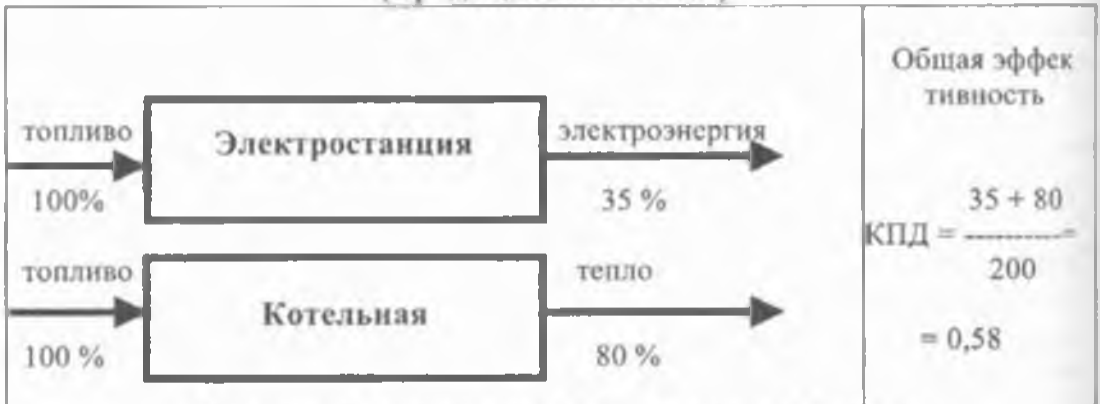 Общая эффек
тивность
топливо
Электростанция
электроэнергия
100%
35 %
топливо
Котельная
тепло
100 %
80 %
35 + 80
КПД = ----------=
200
= 0,58